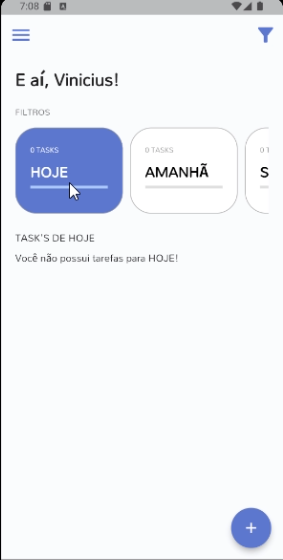 7:08
E aí, Vinicius!
FILTROS
0 TASKS
HOJE
0 TASKS
AMANHÃ
0 T
S
TASK'S DE HOJE
Você não possui tarefas para HOJE!
+